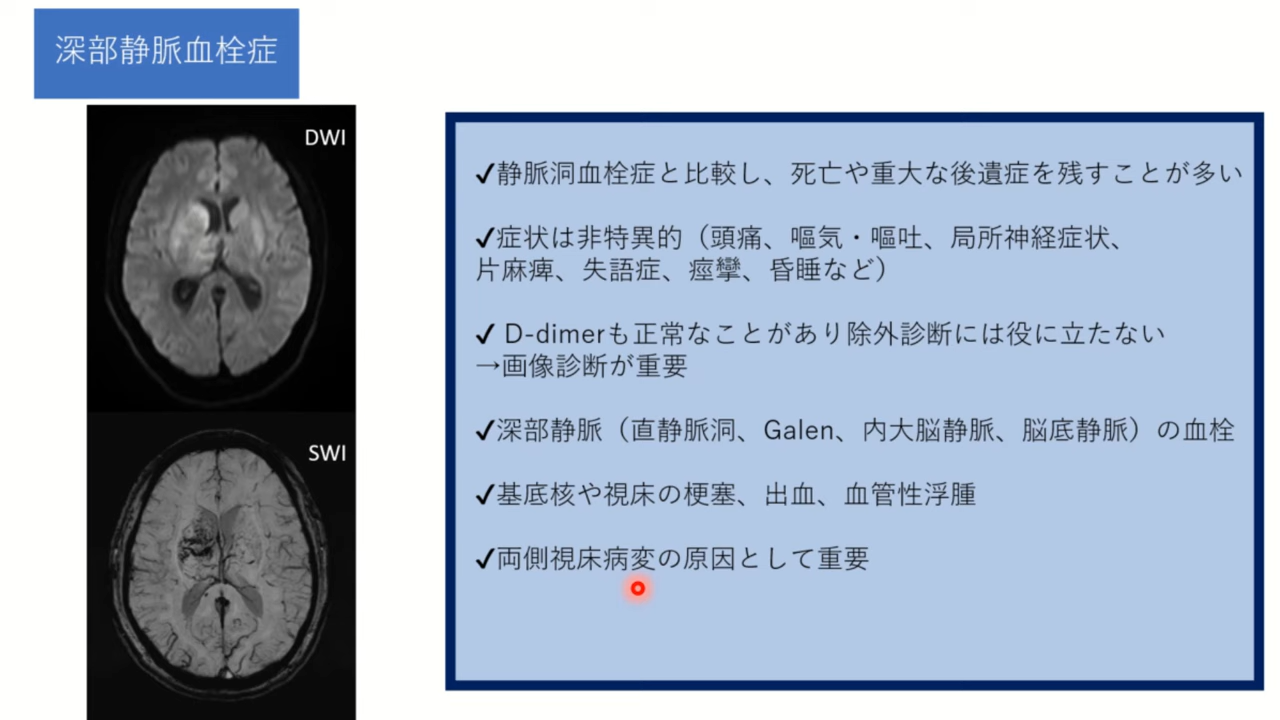 深部静脈血栓症
DWI
SWI
✓静脈洞血栓症と比較し、死亡や重大な後遺症を残すことが多い
✓症状は非特異的（頭痛、嘔気・嘔吐、局所神経症状、
片麻痺、失語症、痙攣、昏睡など）
✓ D-dimerも正常なことがあり除外診断には役に立たない
→画像診断が重要
✓深部静脈（直静脈洞、Galen、内大脳静脈、脳底静脈）の血栓
✓基底核や視床の梗塞、出血、血管性浮腫
✓両側視床病変の原因として重要